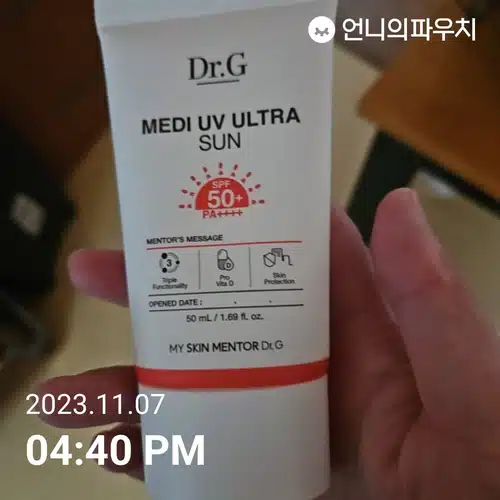 언니의파우치
Dr.G
MEDI UV ULTRA
SUN
SPF
50+
PA++++
MENTOR'S MESSAGE
3
Triple
Functionality
D
Pro
Vita D
Skin
Protection
OPENED DATE : . .
50 mL / 1.69 fl. oz.
MY SKIN MENTOR Dr.G
2023.11.07
04:40 PM